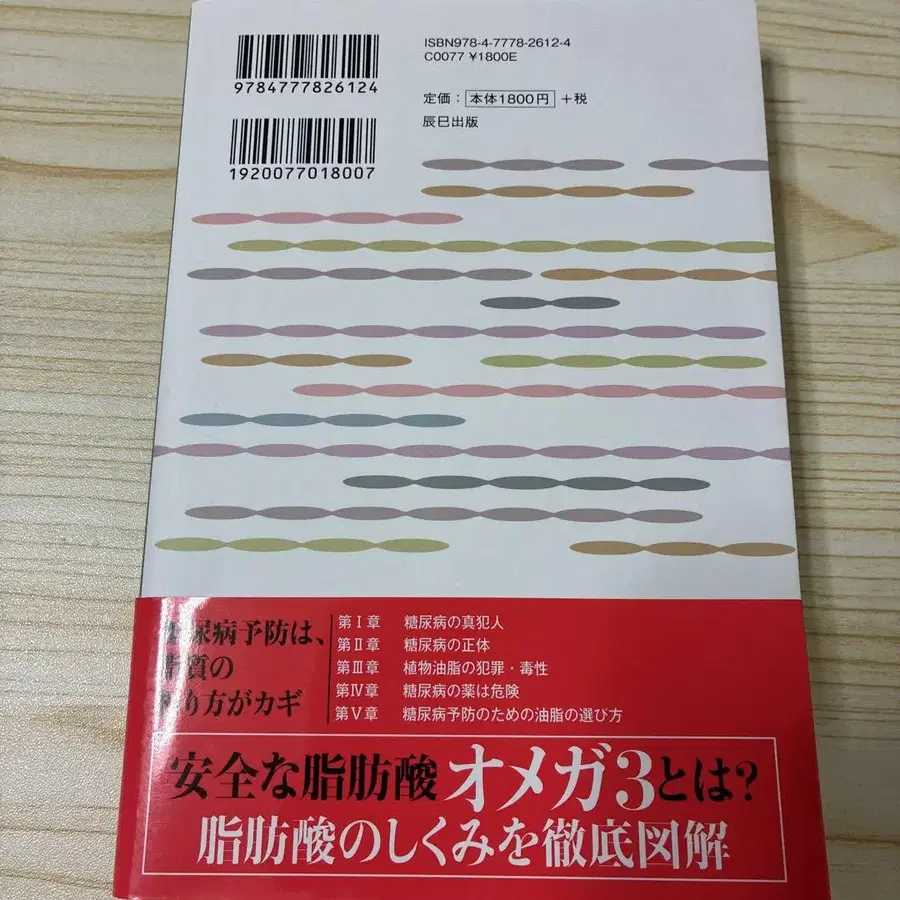 ISBN978-4-7778-2612-4
C0077 ¥1800E
9784777826124
定価：本体1800円＋税
辰巳出版
1920077018007
尿病予防は、
質の
り方がカギ
第Ⅰ章 糖尿病の真犯人
第Ⅱ章 糖尿病の正体
第Ⅲ章 植物油脂の犯罪・毒性
第Ⅳ章 糖尿病の薬は危険
第Ⅴ章 糖尿病予防のための油脂の選び方
安全な脂肪酸オメガ3とは?
脂肪酸のしくみを徹底図解